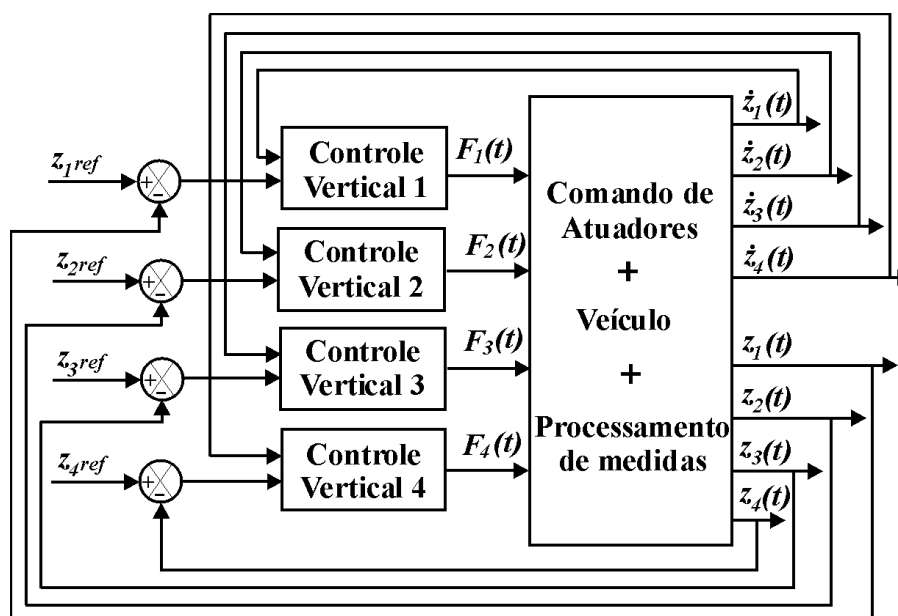 z1ref
+
−
Controle
Vertical 1
F1(t)
z2ref
+
−
Controle
Vertical 2
F2(t)
z3ref
+
−
Controle
Vertical 3
F3(t)
z4ref
+
−
Controle
Vertical 4
F4(t)
Comando de
Atuadores
+
Veículo
+
Processamento
de medidas
ż1(t)
ż2(t)
ż3(t)
ż4(t)
z1(t)
z2(t)
z3(t)
z4(t)